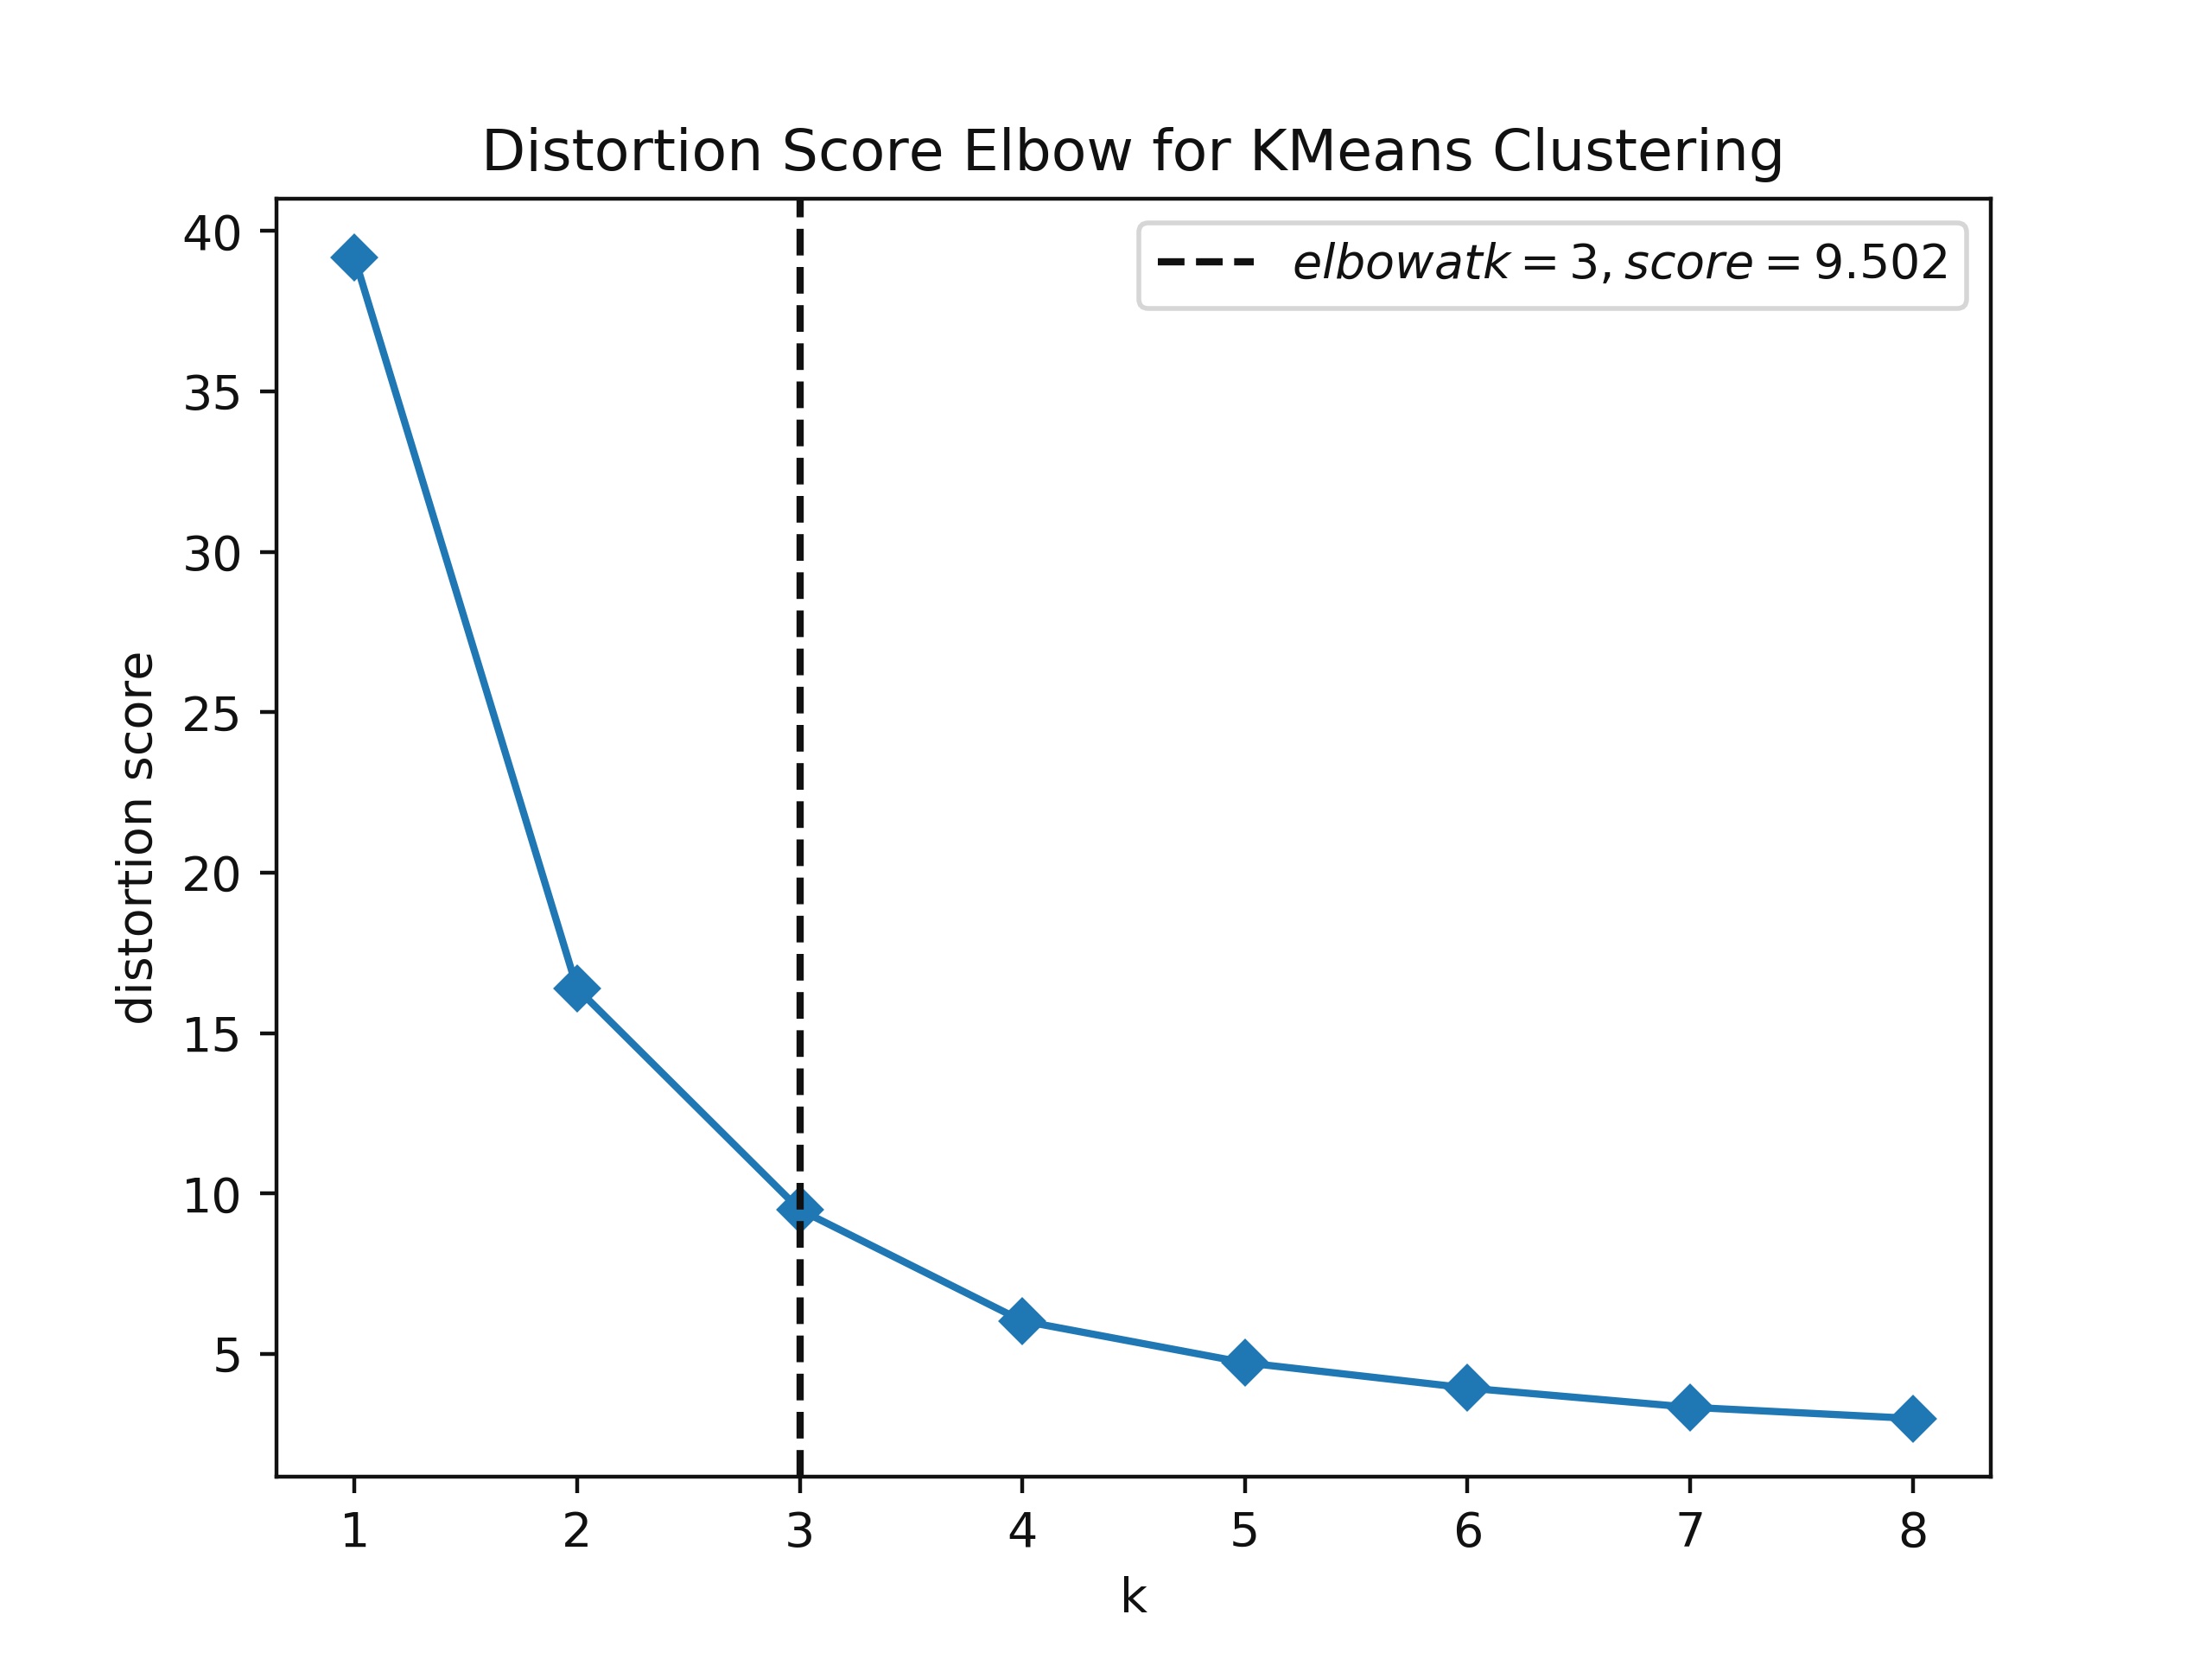 Distortion Score Elbow for KMeans Clustering
elbowatk = 3, score = 9.502
distortion score
40
35
30
25
20
15
10
5
1 2 3 4 5 6 7 8
k